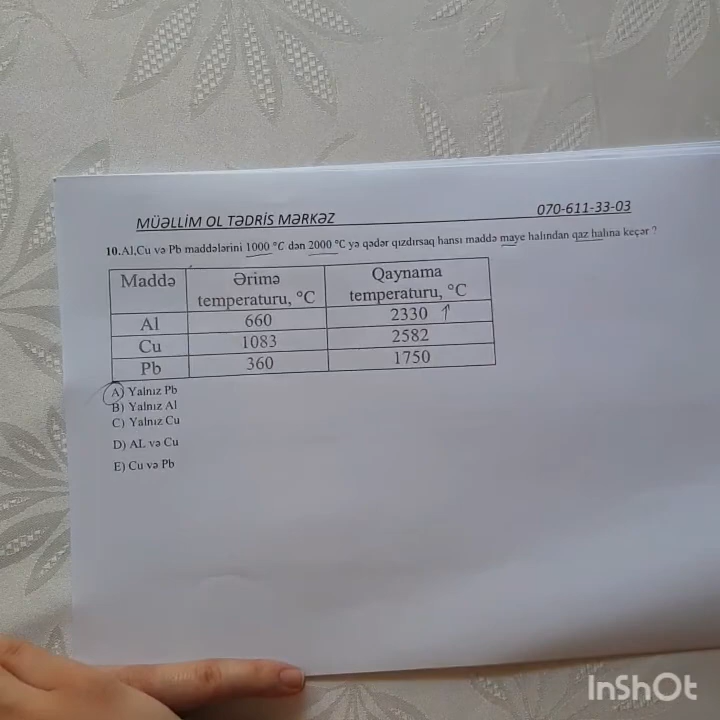 MÜƏLLİM OL TƏDRİS MƏRKƏZ 070-611-33-03
10.Al,Cu və Pb maddələrini 1000 °C dən 2000 °C yə qədər qızdırsaq hansı maddə maye halından qaz halına keçər ?
Maddə Ərimə temperaturu, °C Qaynama temperaturu, °C
Al 660 2330 ↑
Cu 1083 2582
Pb 360 1750
A) Yalnız Pb
B) Yalnız Al
C) Yalnız Cu
D) AL və Cu
E) Cu və Pb
InShOt